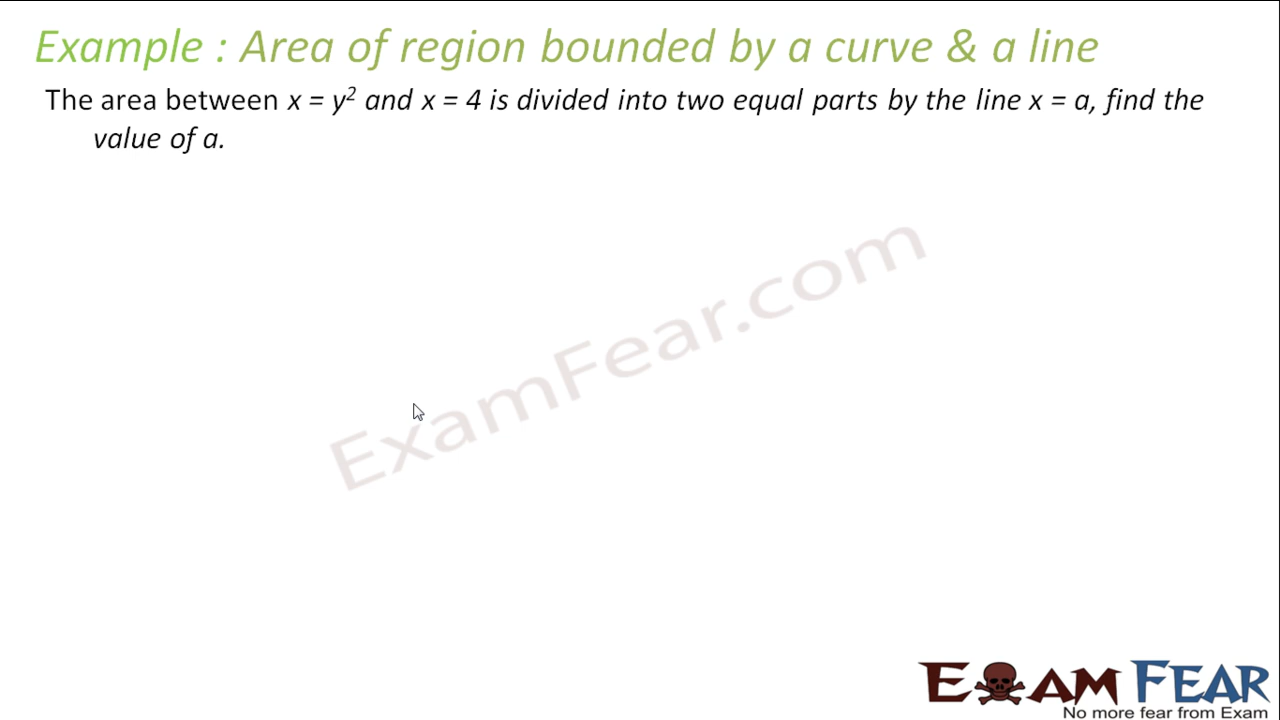 Example : Area of region bounded by a curve & a line
The area between x = y² and x = 4 is divided into two equal parts by the line x = a, find the
value of a.
ExamFear.com
EXAM FEAR
No more fear from Exam